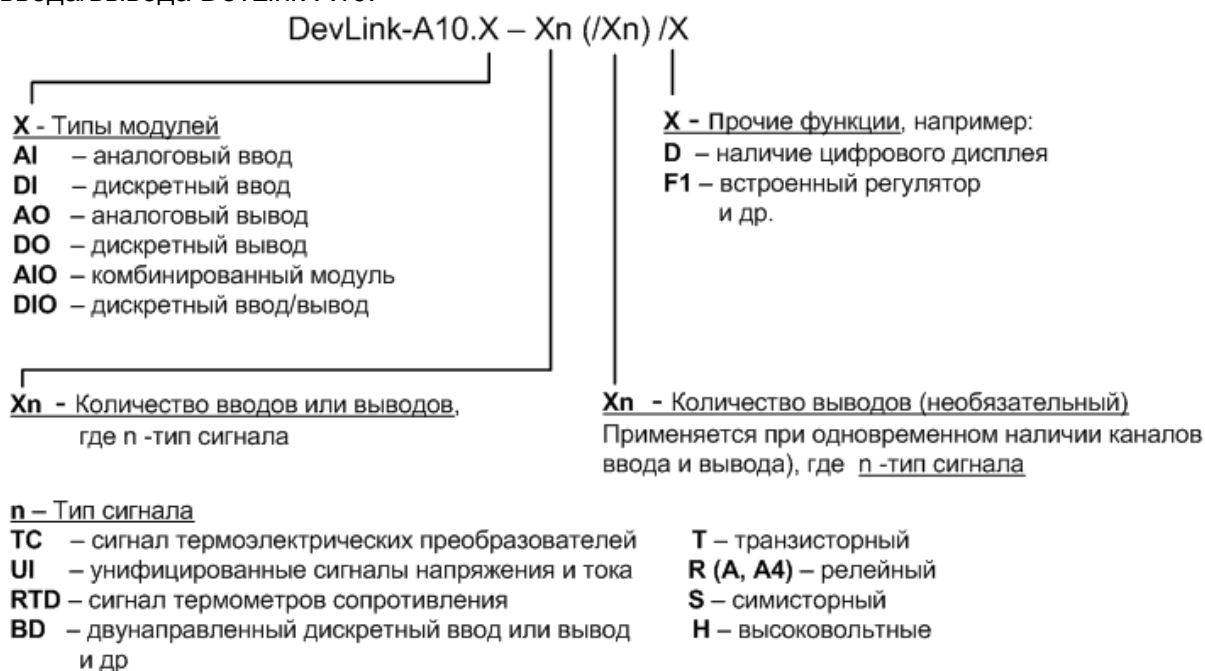 DevLink-A10.X – Xn (/Xn) /X
X - Типы модулей
AI – аналоговый ввод
DI – дискретный ввод
AO – аналоговый вывод
DO – дискретный вывод
AIO – комбинированный модуль
DIO – дискретный ввод/вывод
X - Прочие функции, например:
D – наличие цифрового дисплея
F1 – встроенный регулятор
и др.
Xn - Количество вводов или выводов,
где n -тип сигнала
Xn - Количество выводов (необязательный)
Применяется при одновременном наличии каналов
ввода и вывода), где n -тип сигнала
n – Тип сигнала
TC – сигнал термоэлектрических преобразователей
UI – унифицированные сигналы напряжения и тока
RTD – сигнал термометров сопротивления
BD – двунаправленный дискретный ввод или вывод
и др
T – транзисторный
R (A, A4) – релейный
S – симисторный
H – высоковольтные